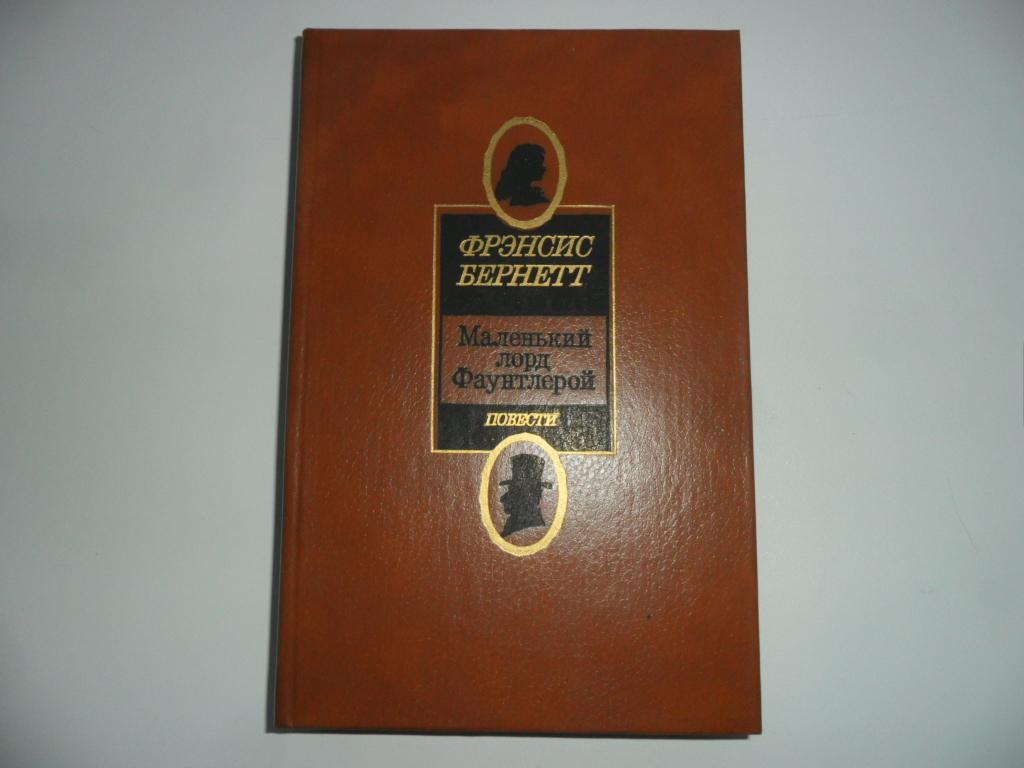 ФРЭНСИС
БЕРНЕТТ
Маленький
лорд
Фаунтлерой
ПОВЕСТИ